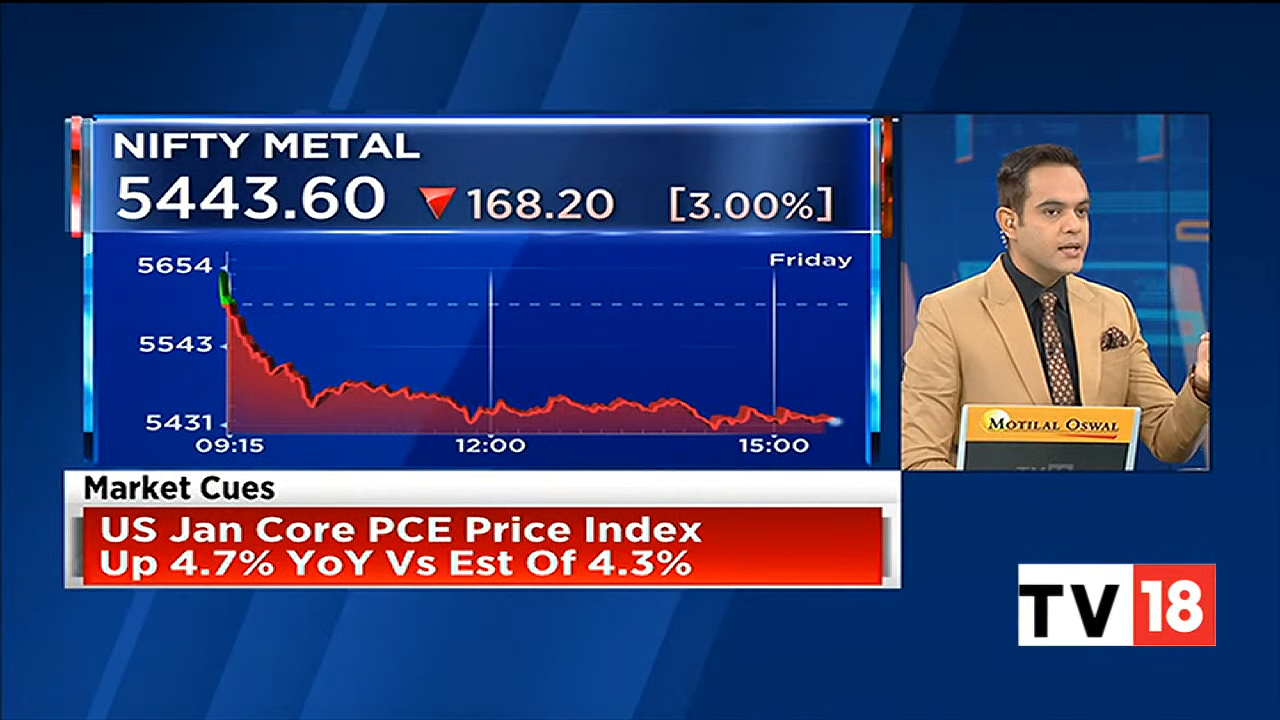 NIFTY METAL
5443.60 ▼ 168.20 [3.00%]
Friday
5654
5543
5431
09:15 12:00 15:00
MOTILAL OSWAL
Market Cues
US Jan Core PCE Price Index
Up 4.7% YoY Vs Est Of 4.3%
TV18